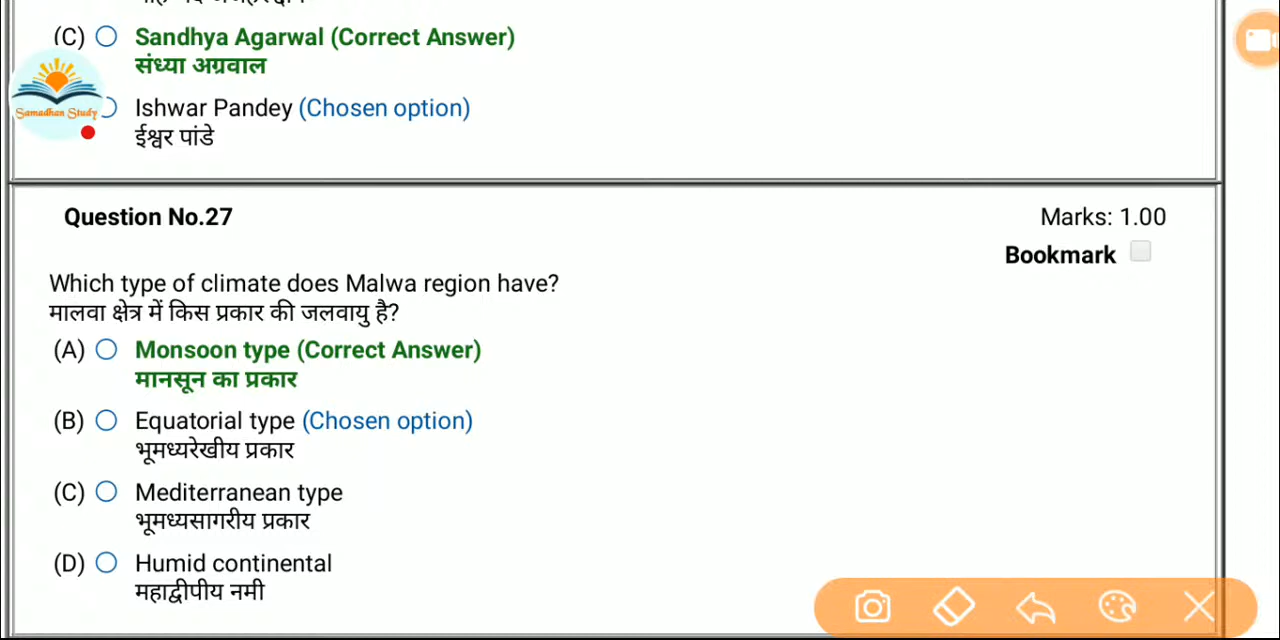 (C) Sandhya Agarwal (Correct Answer)
संध्या अग्रवाल
Samadhan Study
Ishwar Pandey (Chosen option)
ईश्वर पांडे
Question No.27
Marks: 1.00
Bookmark
Which type of climate does Malwa region have?
मालवा क्षेत्र में किस प्रकार की जलवायु है?
(A) Monsoon type (Correct Answer)
मानसून का प्रकार
(B) Equatorial type (Chosen option)
भूमध्यरेखीय प्रकार
(C) Mediterranean type
भूमध्यसागरीय प्रकार
(D) Humid continental
महाद्वीपीय नमी